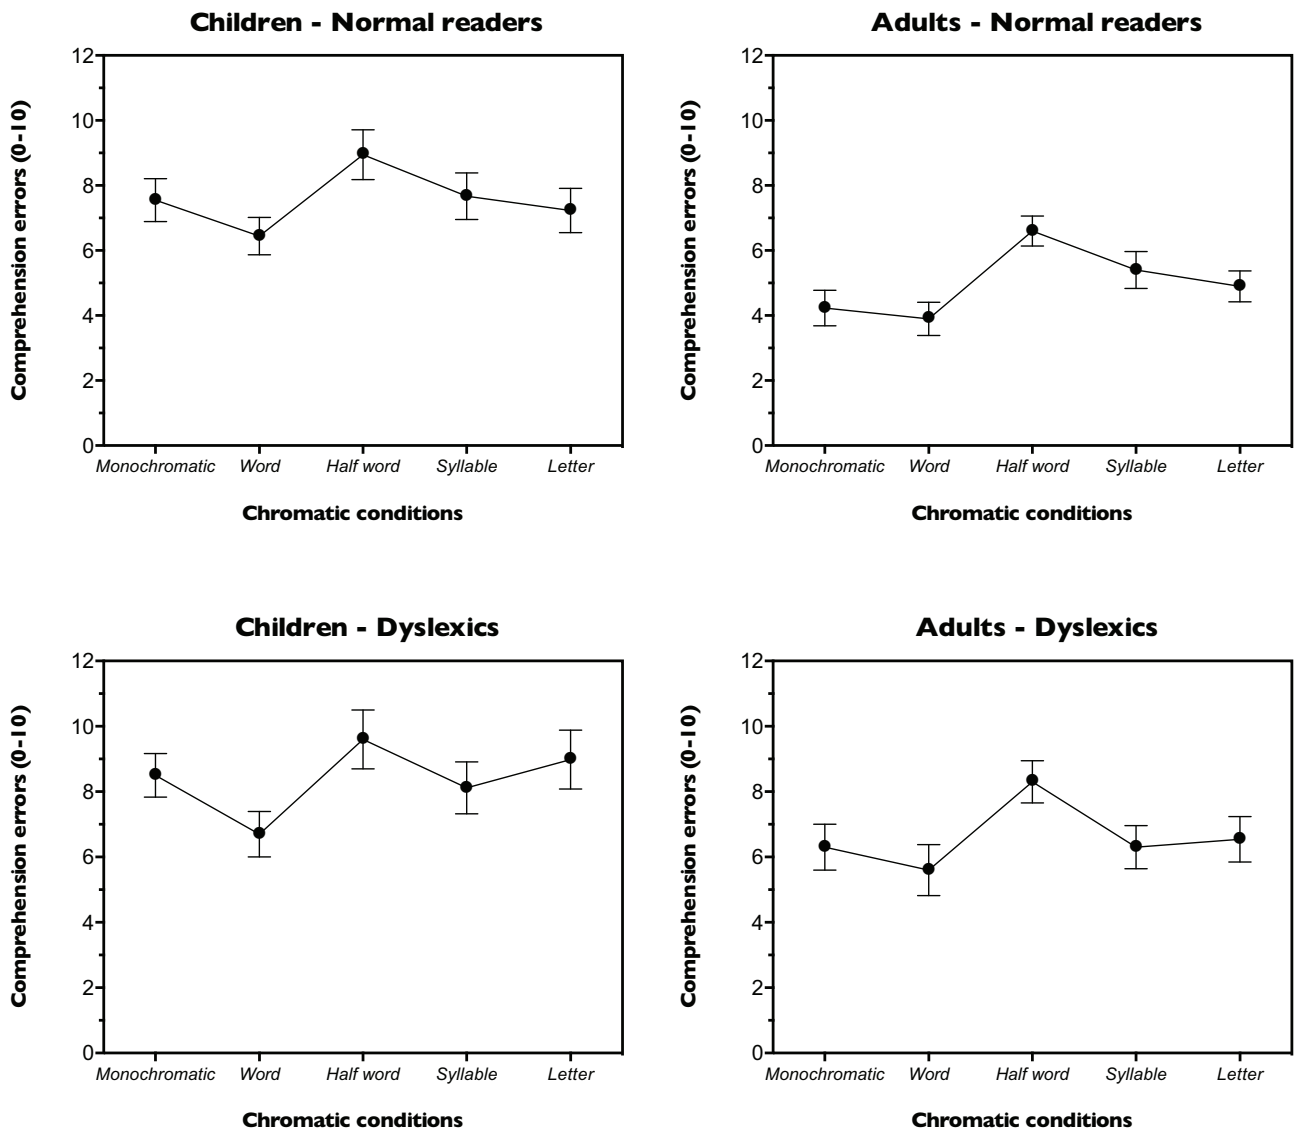 Children - Normal readers
Comprehension errors (0-10)
12
10
8
6
4
2
0
Monochromatic Word Half word Syllable Letter
Chromatic conditions
Adults - Normal readers
Comprehension errors (0-10)
12
10
8
6
4
2
0
Monochromatic Word Half word Syllable Letter
Chromatic conditions
Children - Dyslexics
Comprehension errors (0-10)
12
10
8
6
4
2
0
Monochromatic Word Half word Syllable Letter
Chromatic conditions
Adults - Dyslexics
Comprehension errors (0-10)
12
10
8
6
4
2
0
Monochromatic Word Half word Syllable Letter
Chromatic conditions